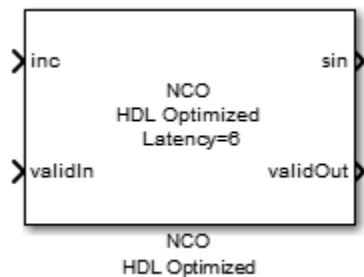 inc
sin
NCO
HDL Optimized
Latency=6
validIn
validOut
NCO
HDL Optimized